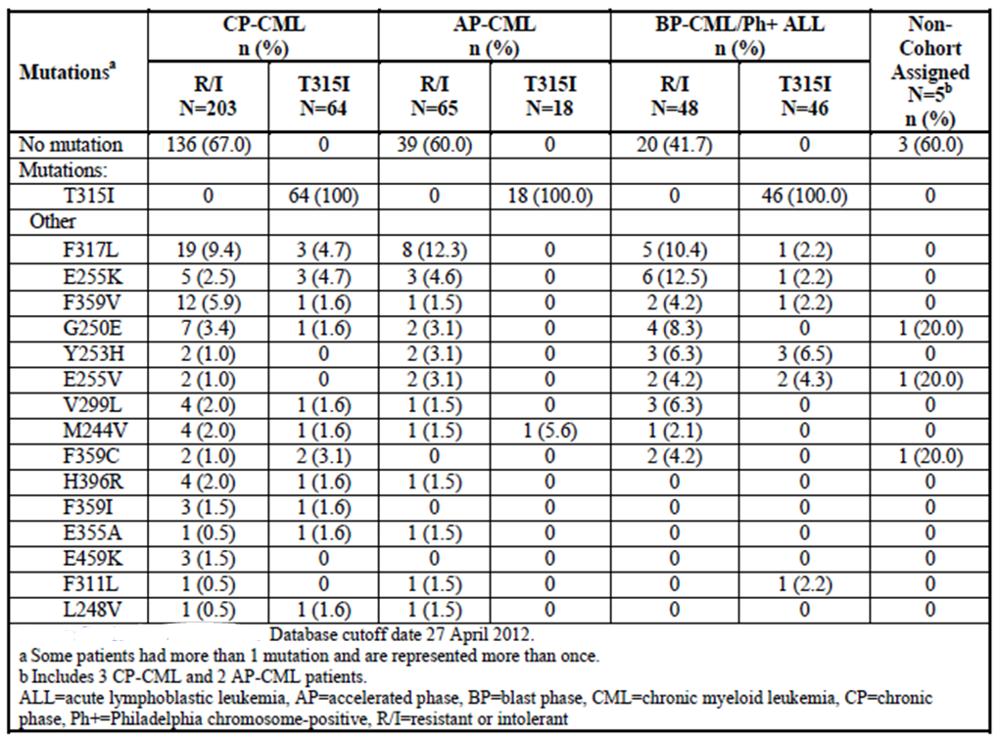 Mutationsa CP-CML n (%) AP-CML n (%) BP-CML/Ph+ ALL n (%) Non-Cohort Assigned N=5b n (%)
R/I N=203 T315I N=64 R/I N=65 T315I N=18 R/I N=48 T315I N=46
No mutation 136 (67.0) 0 39 (60.0) 0 20 (41.7) 0 3 (60.0)
Mutations:
T315I 0 64 (100) 0 18 (100.0) 0 46 (100.0) 0
Other
F317L 19 (9.4) 3 (4.7) 8 (12.3) 0 5 (10.4) 1 (2.2) 0
E255K 5 (2.5) 3 (4.7) 3 (4.6) 0 6 (12.5) 1 (2.2) 0
F359V 12 (5.9) 1 (1.6) 1 (1.5) 0 2 (4.2) 1 (2.2) 0
G250E 7 (3.4) 1 (1.6) 2 (3.1) 0 4 (8.3) 0 1 (20.0)
Y253H 2 (1.0) 0 2 (3.1) 0 3 (6.3) 3 (6.5) 0
E255V 2 (1.0) 0 2 (3.1) 0 2 (4.2) 2 (4.3) 1 (20.0)
V299L 4 (2.0) 1 (1.6) 1 (1.5) 0 3 (6.3) 0 0
M244V 4 (2.0) 1 (1.6) 1 (1.5) 1 (5.6) 1 (2.1) 0 0
F359C 2 (1.0) 2 (3.1) 0 0 2 (4.2) 0 1 (20.0)
H396R 4 (2.0) 1 (1.6) 1 (1.5) 0 0 0 0
F359I 3 (1.5) 1 (1.6) 0 0 0 0 0
E355A 1 (0.5) 1 (1.6) 1 (1.5) 0 0 0 0
E459K 3 (1.5) 0 0 0 0 0 0
F311L 1 (0.5) 0 1 (1.5) 0 0 1 (2.2) 0
L248V 1 (0.5) 1 (1.6) 1 (1.5) 0 0 0 0
Database cutoff date 27 April 2012.
a Some patients had more than 1 mutation and are represented more than once.
b Includes 3 CP-CML and 2 AP-CML patients.
ALL=acute lymphoblastic leukemia, AP=accelerated phase, BP=blast phase, CML=chronic myeloid leukemia, CP=chronic
phase, Ph+=Philadelphia chromosome-positive, R/I=resistant or intolerant